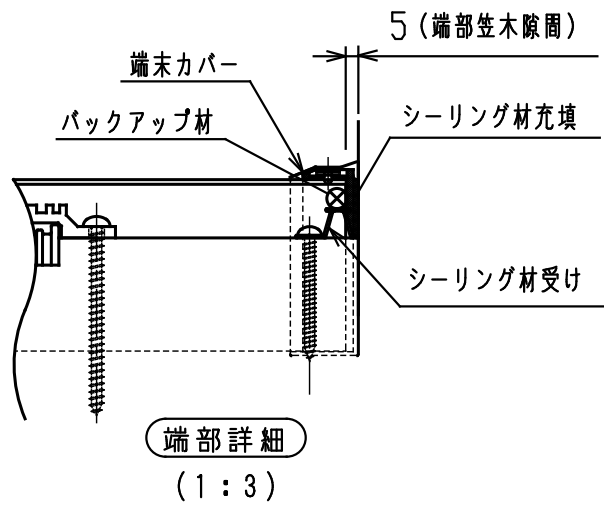 5(端部笠木隙間)
端末カバー
バックアップ材
シーリング材充填
シーリング材受け
端部詳細
(1:3)